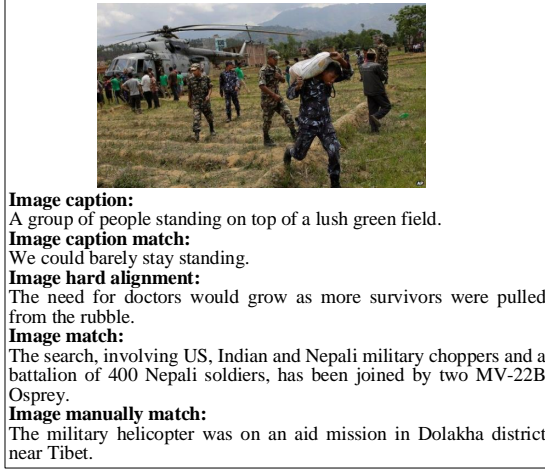 Image caption:
A group of people standing on top of a lush green field.
Image caption match:
We could barely stay standing.
Image hard alignment:
The need for doctors would grow as more survivors were pulled
from the rubble.
Image match:
The search, involving US, Indian and Nepali military choppers and a
battalion of 400 Nepali soldiers, has been joined by two MV-22B
Osprey.
Image manually match:
The military helicopter was on an aid mission in Dolakha district
near Tibet.